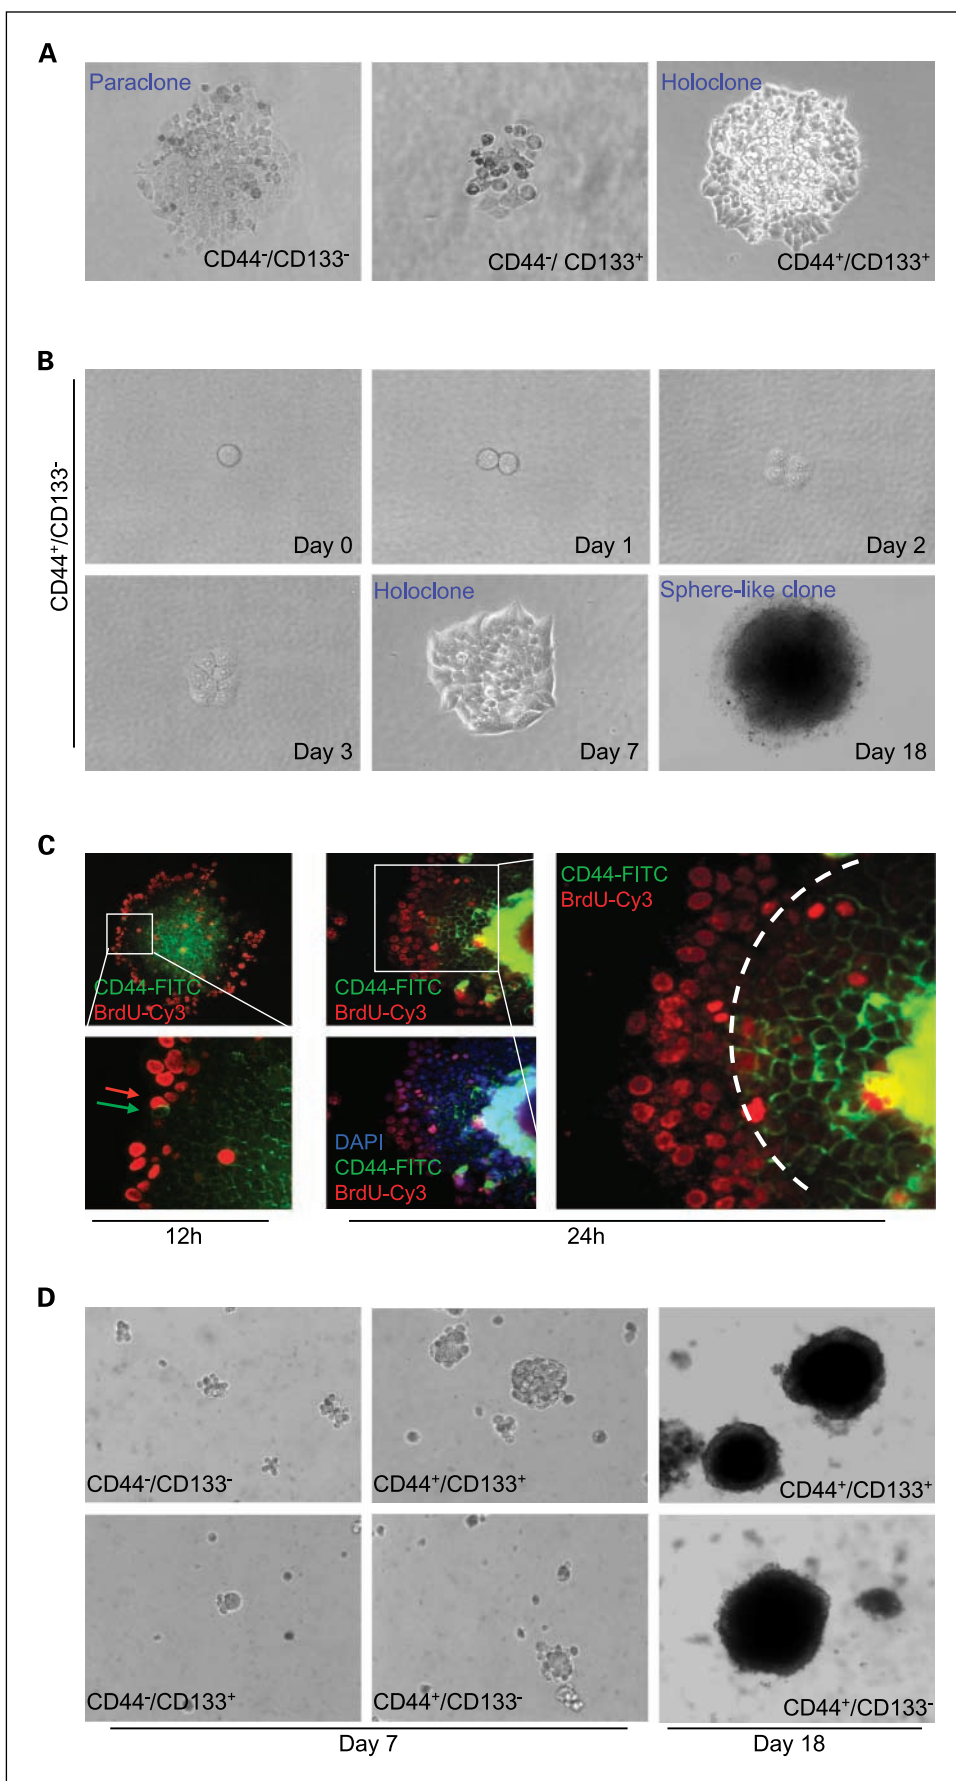 A
Paraclone
Holoclone
CD44⁻/CD133⁻
CD44⁻/ CD133⁺
CD44⁺/CD133⁺
B
CD44⁺/CD133⁻
Day 0
Day 1
Day 2
Holoclone
Sphere-like clone
Day 3
Day 7
Day 18
C
CD44-FITC
BrdU-Cy3
CD44-FITC
BrdU-Cy3
CD44-FITC
BrdU-Cy3
DAPI
CD44-FITC
BrdU-Cy3
12h
24h
D
CD44⁻/CD133⁻
CD44⁺/CD133⁺
CD44⁺/CD133⁺
CD44⁻/CD133⁺
CD44⁺/CD133⁻
CD44⁺/CD133⁻
Day 7
Day 18